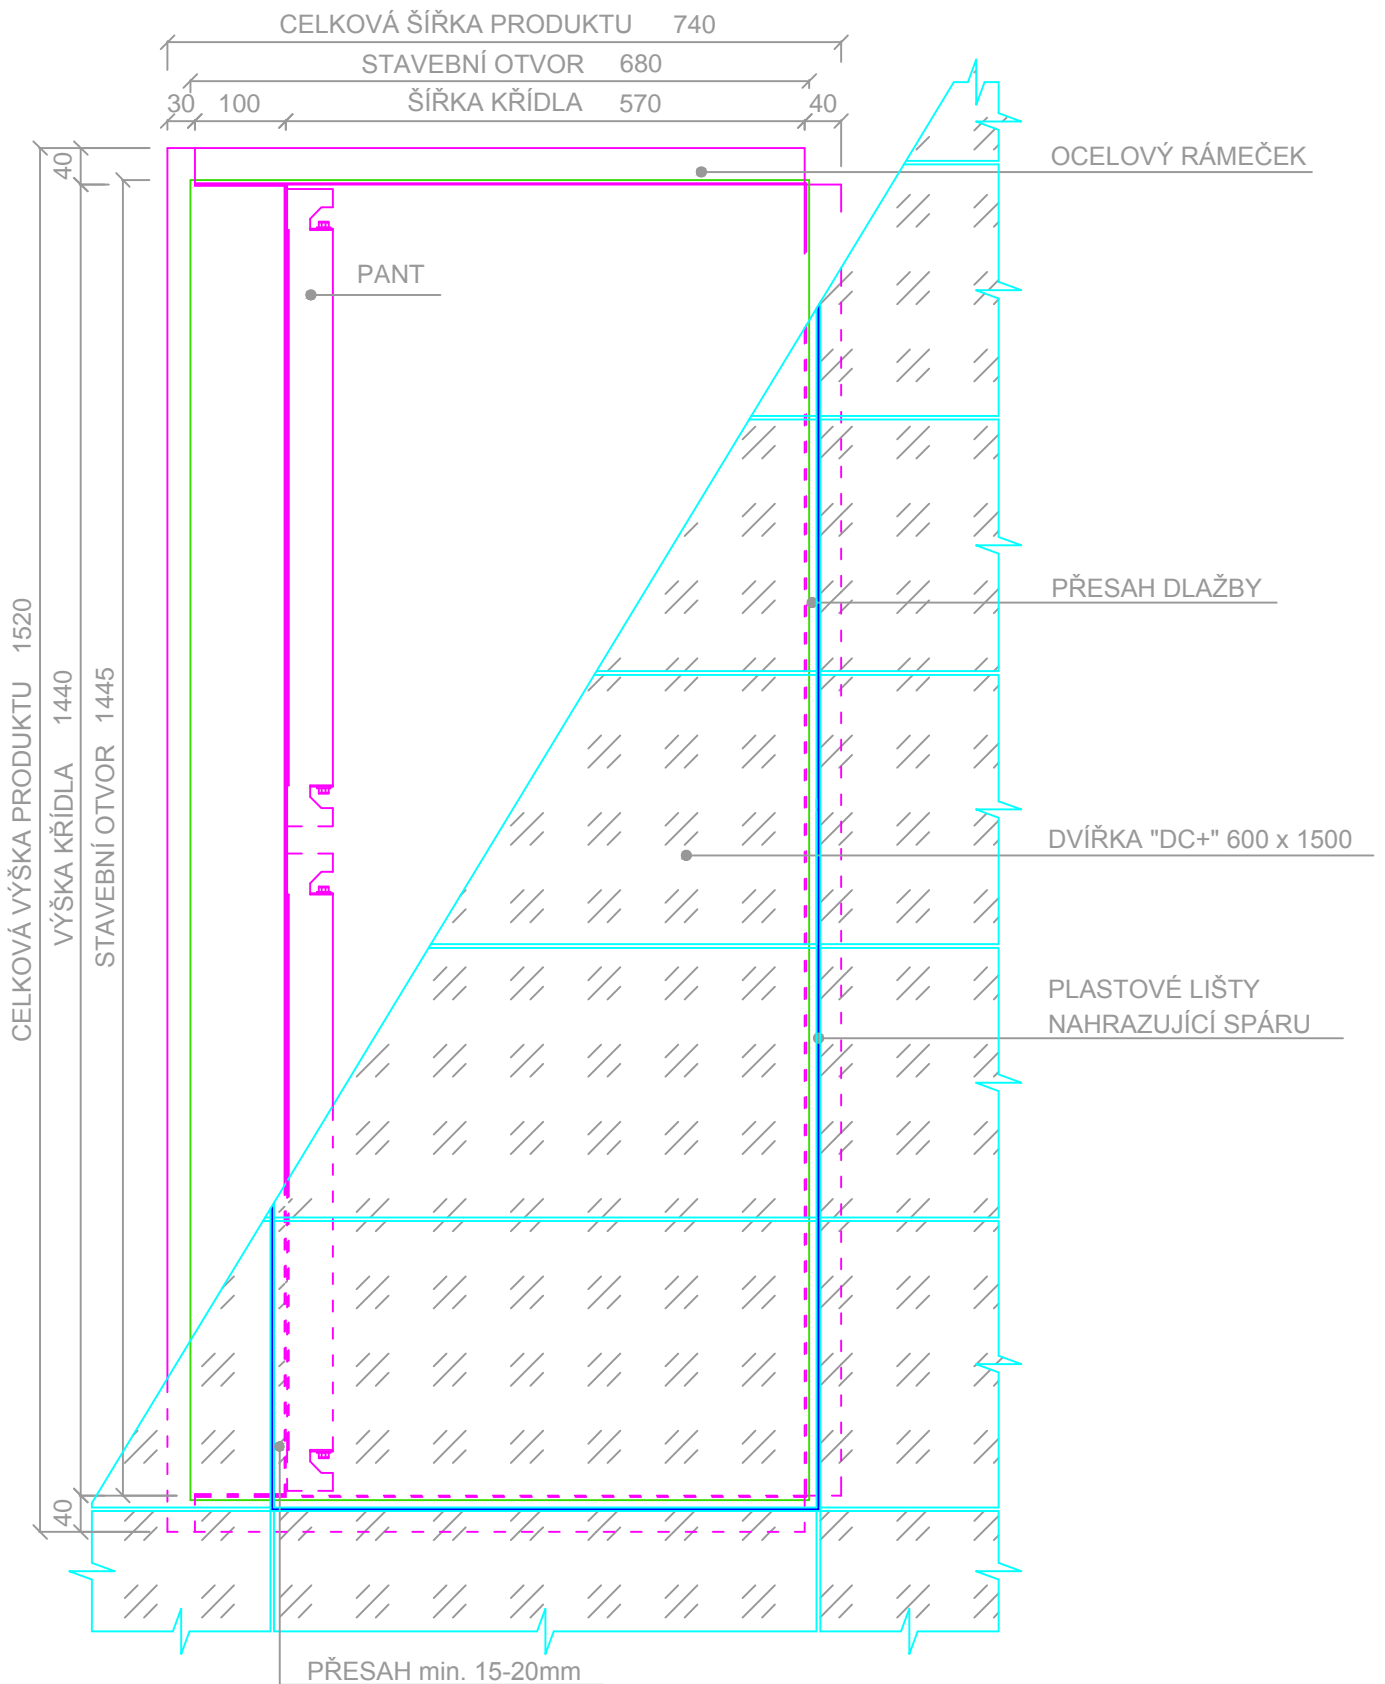 CELKOVÁ ŠÍŘKA PRODUKTU 740
STAVEBNÍ OTVOR 680
30 100 ŠÍŘKA KŘÍDLA 570 40
40
OCELOVÝ RÁMEČEK
PANT
PŘESAH DLAŽBY
CELKOVÁ VÝŠKA PRODUKTU 1520
VÝŠKA KŘÍDLA 1440
STAVEBNÍ OTVOR 1445
DVÍŘKA "DC+" 600 x 1500
PLASTOVÉ LIŠTY
NAHRAZUJÍCÍ SPÁRU
40
PŘESAH min. 15-20mm